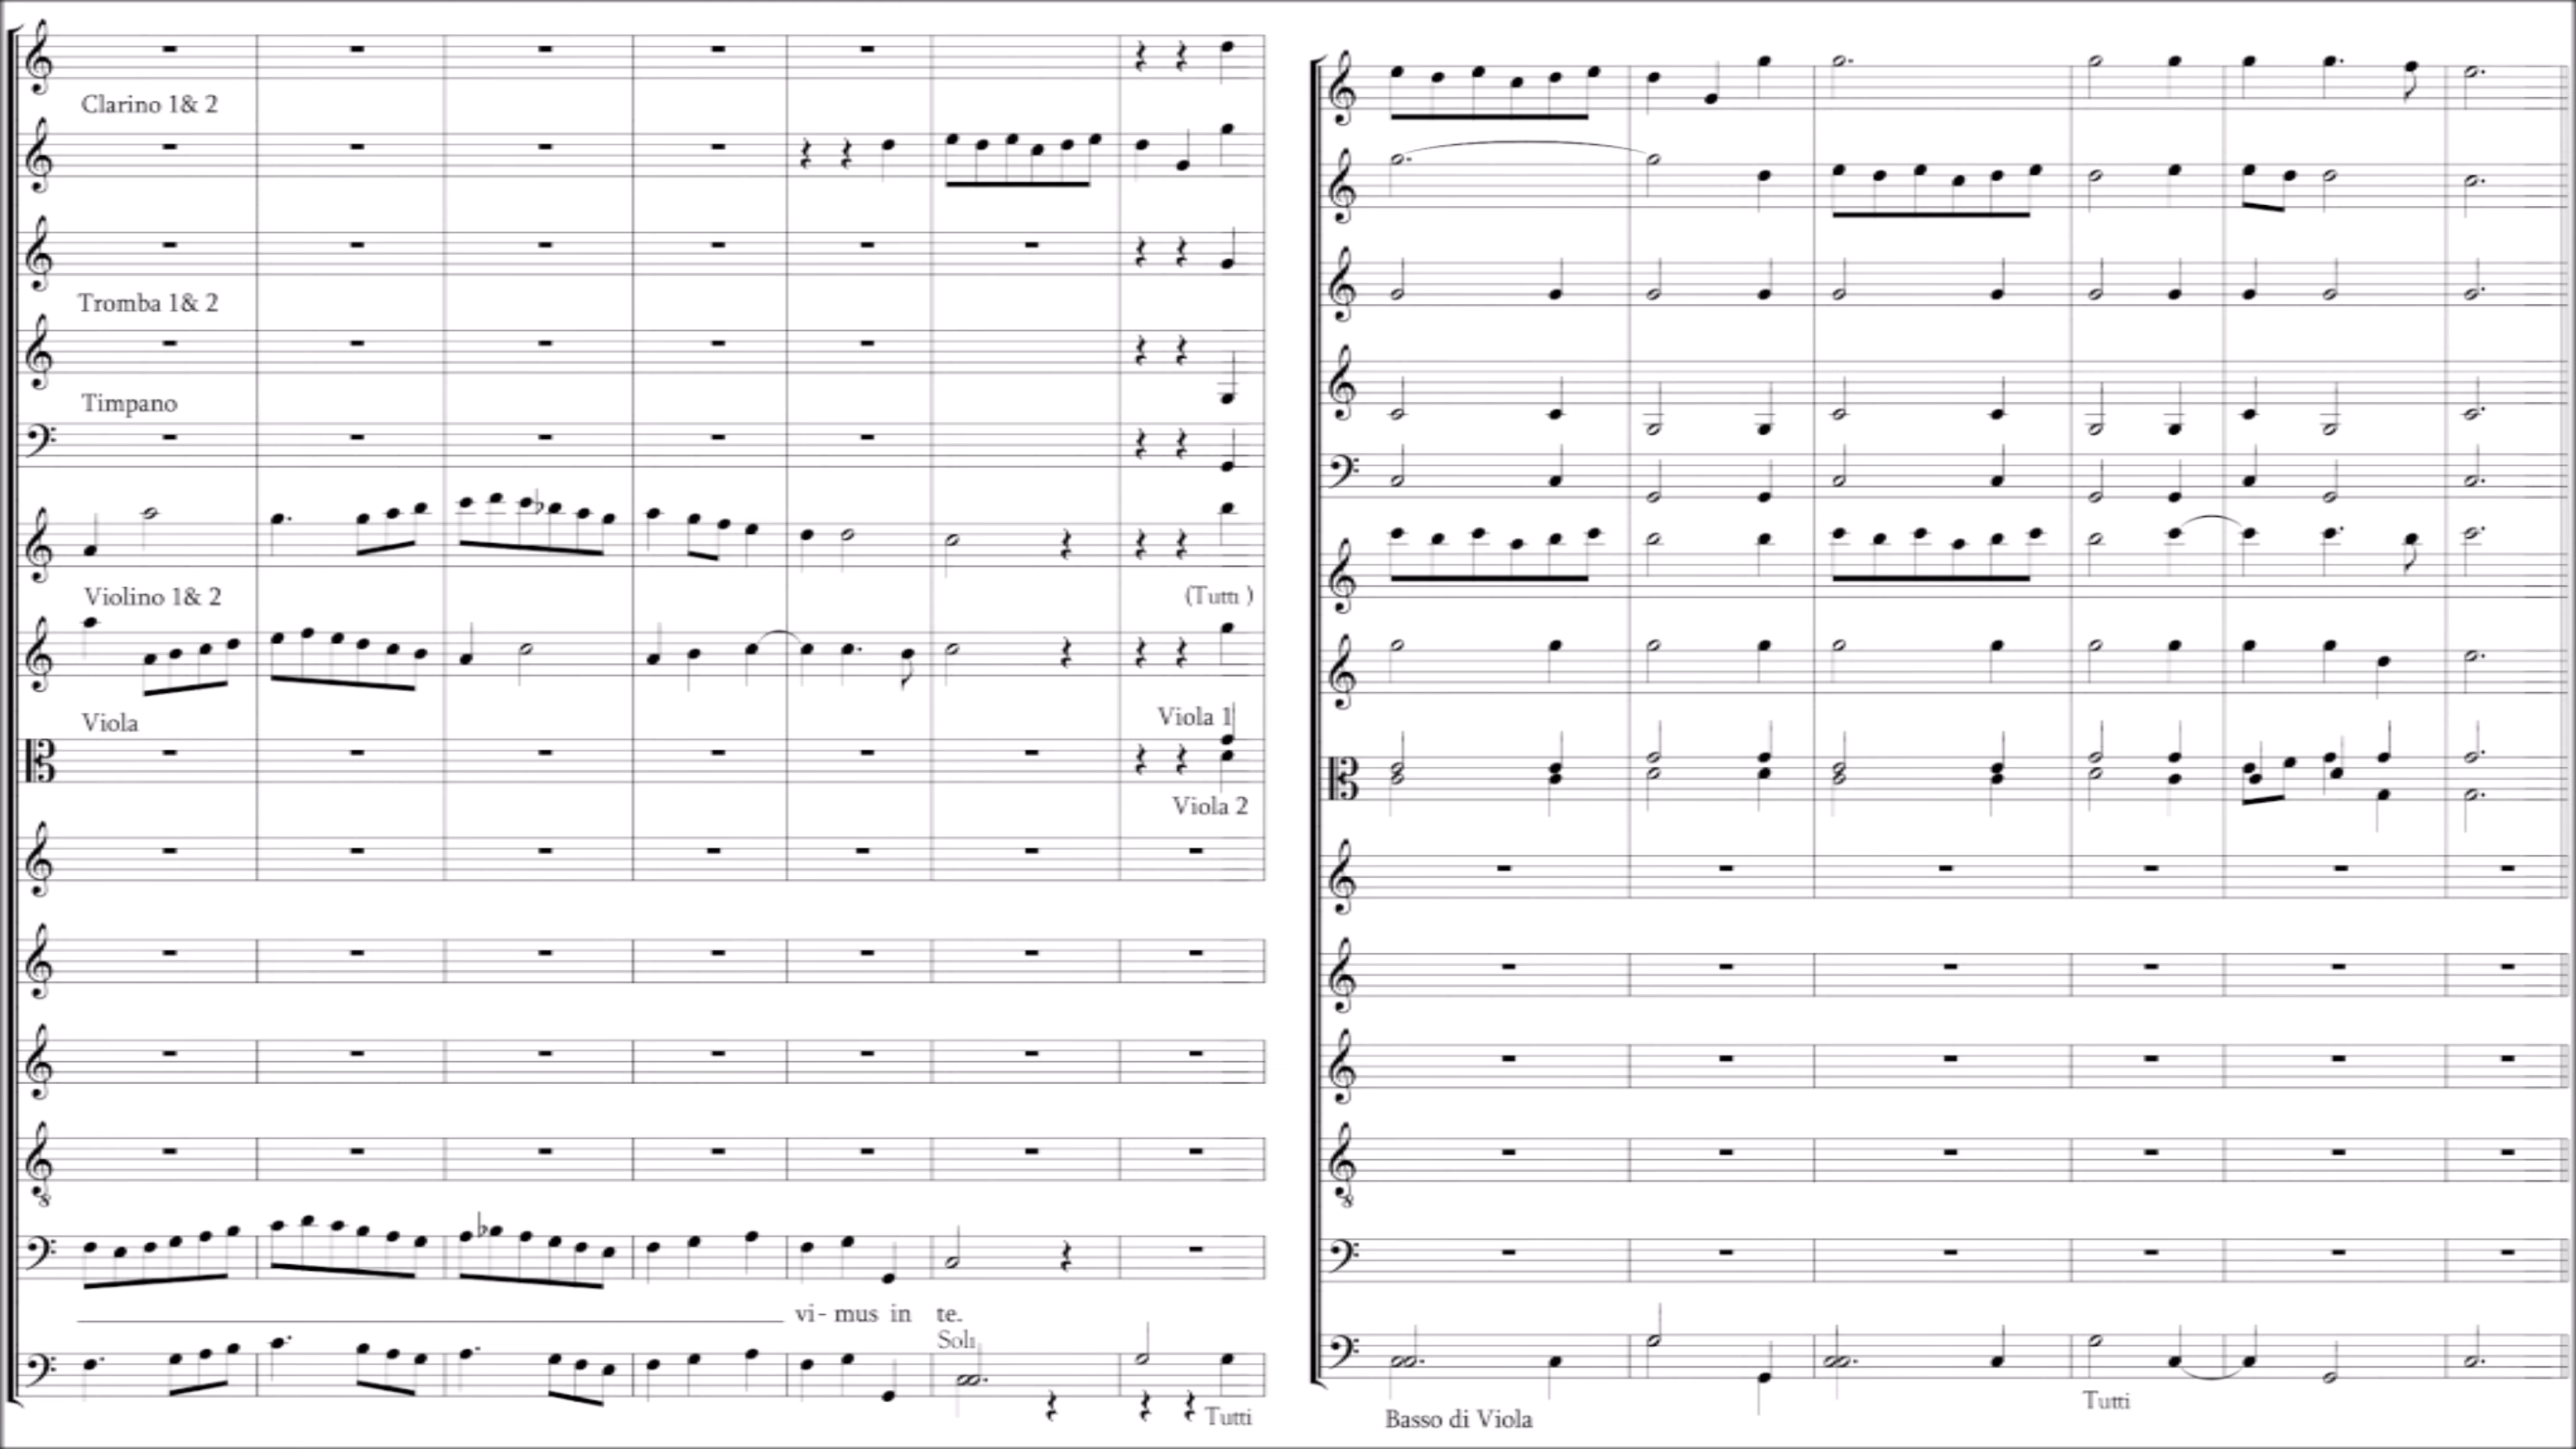 Clarino 1& 2
Tromba 1& 2
Timpano
Violino 1& 2
(Tutti )
Viola
Viola 1
Viola 2
vi- mus in te.
Soli
Tutti
Basso di Viola
Tutti